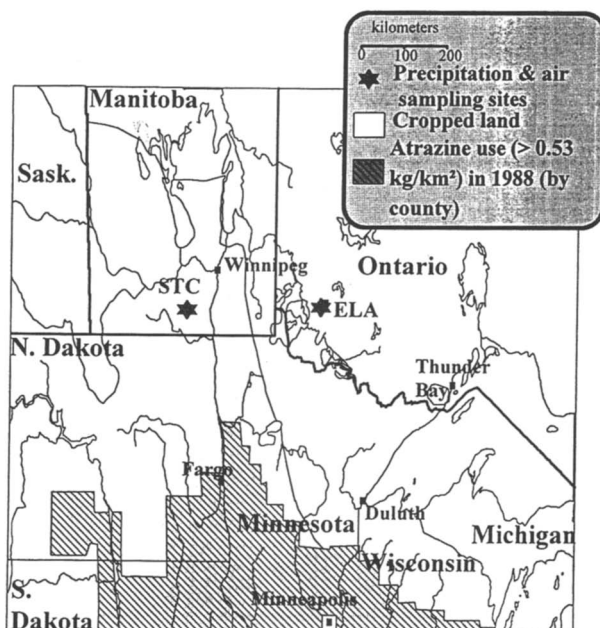 kilometers
0 100 200
Precipitation & air
sampling sites
Cropped land
Atrazine use (> 0.53
kg/km²) in 1988 (by
county)
Manitoba
Sask.
Winnipeg
Ontario
STC
ELA
N. Dakota
Thunder
Bay
Fargo
Minnesota
Duluth
Michigan
Wisconsin
S.
Dakota
Minneapolis